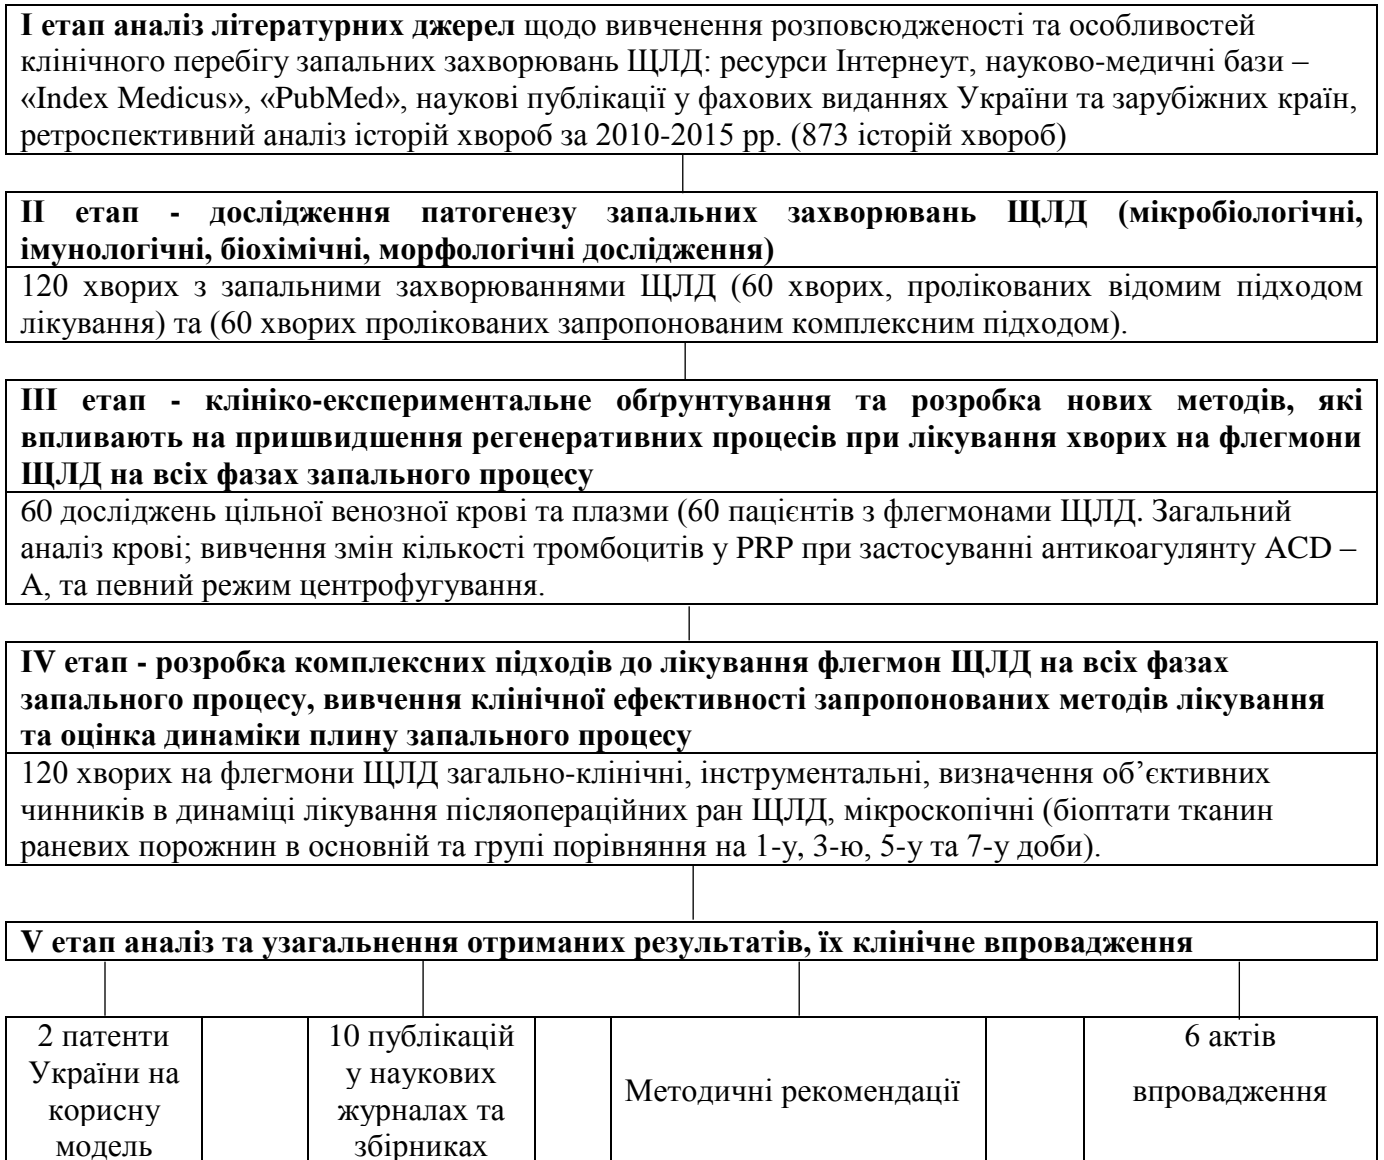 І етап аналіз літературних джерел щодо вивченення розповсюдженості та особливостей
клінічного перебігу запальних захворювань ЩЛД: ресурси Інтернеут, науково-медичні бази –
«Index Medicus», «PubMed», наукові публікації у фахових виданнях України та зарубіжних країн,
ретроспективний аналіз історій хвороб за 2010-2015 рр. (873 історій хвороб)
ІІ етап - дослідження патогенезу запальних захворювань ЩЛД (мікробіологічні,
імунологічні, біохімічні, морфологічні дослідження)
120 хворих з запальними захворюваннями ЩЛД (60 хворих, пролікованих відомим підходом
лікування) та (60 хворих пролікованих запропонованим комплексним підходом).
ІІІ етап - клініко-експериментальне обґрунтування та розробка нових методів, які
впливають на пришвидшення регенеративних процесів при лікування хворих на флегмони
ЩЛД на всіх фазах запального процесу
60 досліджень цільної венозної крові та плазми (60 пацієнтів з флегмонами ЩЛД. Загальний
аналіз крові; вивчення змін кількості тромбоцитів у PRP при застосуванні антикоагулянту ACD –
А, та певний режим центрофугування.
IV етап - розробка комплексних підходів до лікування флегмон ЩЛД на всіх фазах
запального процесу, вивчення клінічної ефективності запропонованих методів лікування
та оцінка динаміки плину запального процесу
120 хворих на флегмони ЩЛД загально-клінічні, інструментальні, визначення об’єктивних
чинників в динаміці лікування післяопераційних ран ЩЛД, мікроскопічні (біоптати тканин
раневих порожнин в основній та групі порівняння на 1-у, 3-ю, 5-у та 7-у доби).
V етап аналіз та узагальнення отриманих результатів, їх клінічне впровадження
2 патенти
України на
корисну
модель
10 публікацій
у наукових
журналах та
збірниках
Методичні рекомендації
6 актів
впровадження